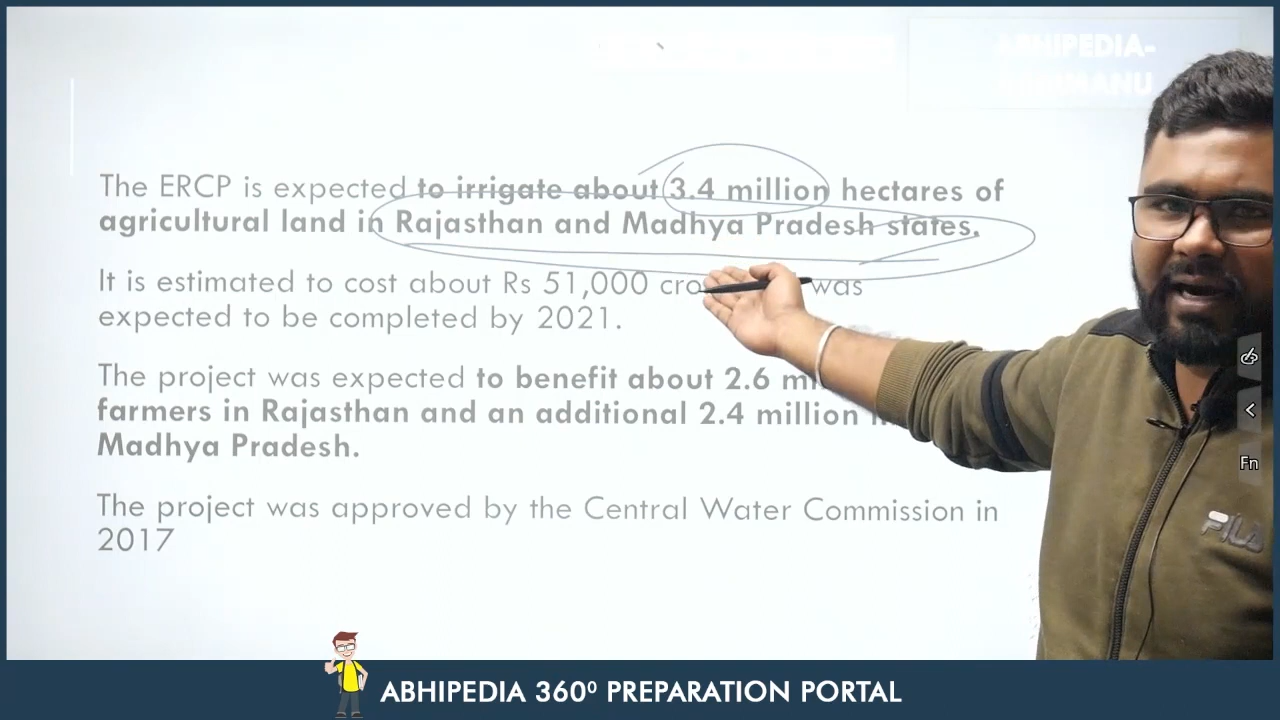 ABHIPEDIA-
The ERCP is expected to irrigate about 3.4 million hectares of
agricultural land in Rajasthan and Madhya Pradesh states.
It is estimated to cost about Rs 51,000 was
expected to be completed by 2021.
The project was expected to benefit about 2.6
farmers in Rajasthan and an additional 2.4 million
Madhya Pradesh.
The project was approved by the Central Water Commission in
2017
Fn
FILA
ABHIPEDIA 360⁰ PREPARATION PORTAL